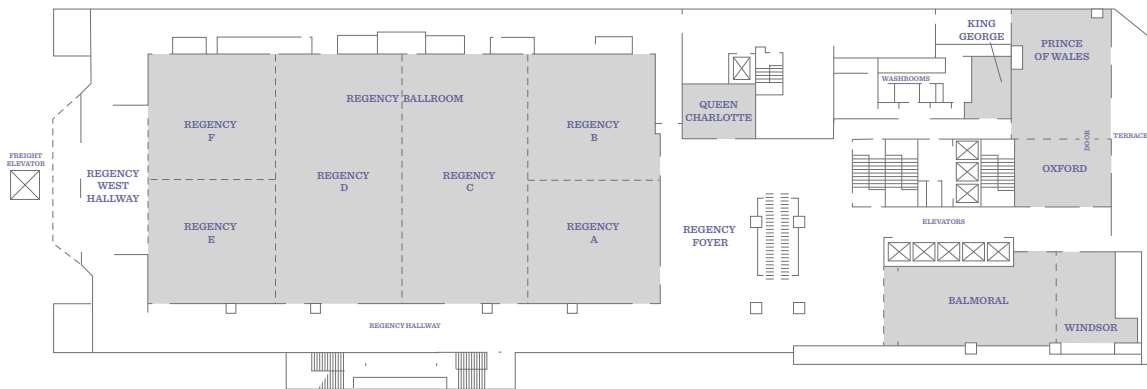 KING
GEORGE
PRINCE
OF WALES
WASHROOMS
REGENCY BALLROOM
QUEEN
CHARLOTTE
REGENCY
F
REGENCY
B
DOOR
TERRACE
FREIGHT
ELEVATOR
REGENCY
WEST
HALLWAY
REGENCY
D
REGENCY
C
OXFORD
REGENCY
E
REGENCY
A
REGENCY
FOYER
ELEVATORS
BALMORAL
WINDSOR
REGENCY HALLWAY